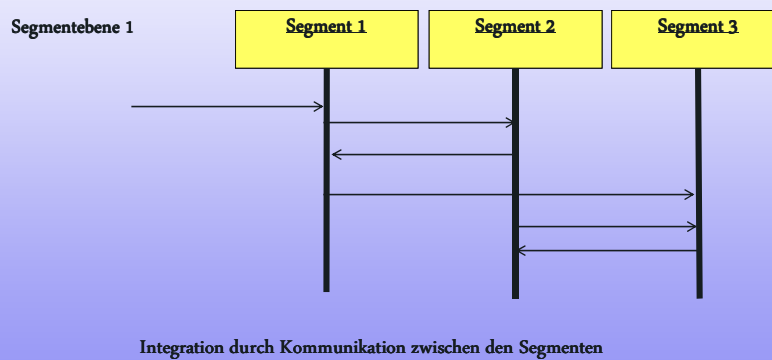 Segmentebene 1
Segment 1
Segment 2
Segment 3
Integration durch Kommunikation zwischen den Segmenten